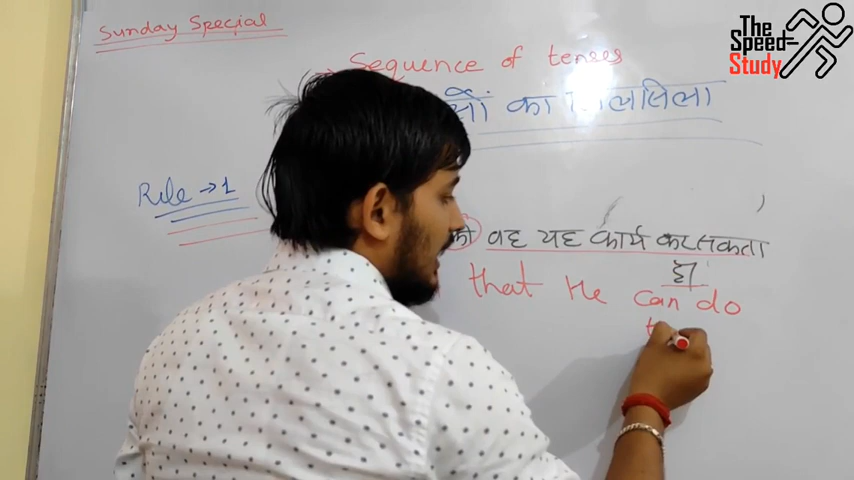 Sunday Special
The
Speed-
Study
Sequence of tenses
का
Rule → 1
की वह यह कार्य कर सकता
है
that He can do